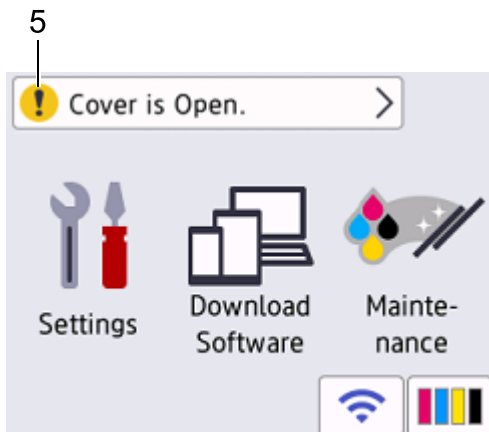 5
! Cover is Open.
Settings
Download
Software
Mainte-
nance